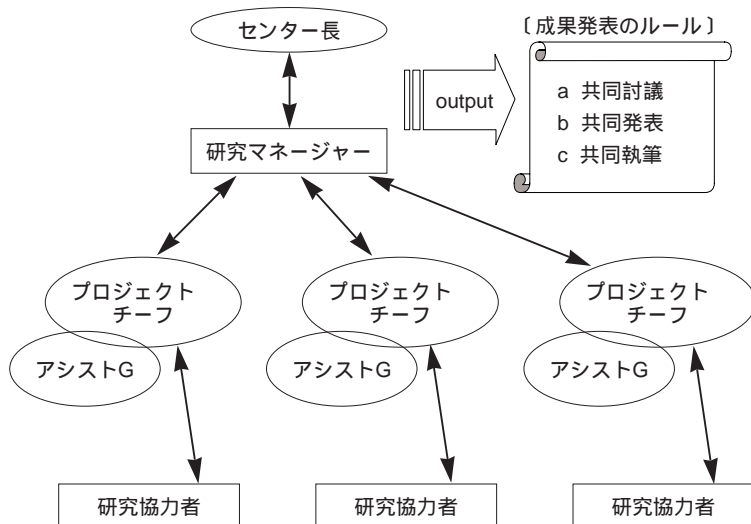 センター長
〔成果発表のルール〕
output
a 共同討議
b 共同発表
c 共同執筆
研究マネージャー
プロジェクト
チーフ
アシストG
プロジェクト
チーフ
アシストG
プロジェクト
チーフ
アシストG
研究協力者
研究協力者
研究協力者